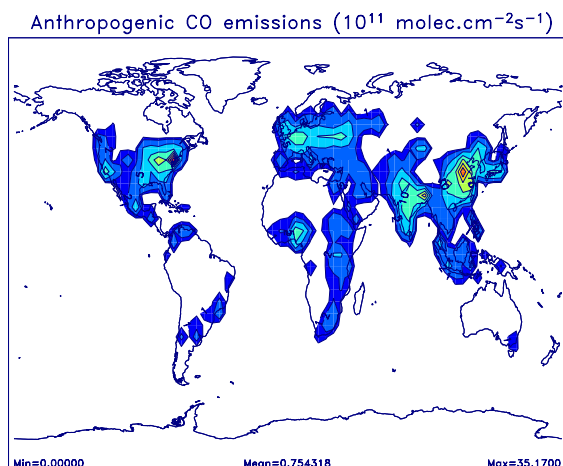 Anthropogenic CO emissions (10¹¹ molec.cm⁻²s⁻¹)
Min=0.00000 Mean=0.754318 Max=35.1700